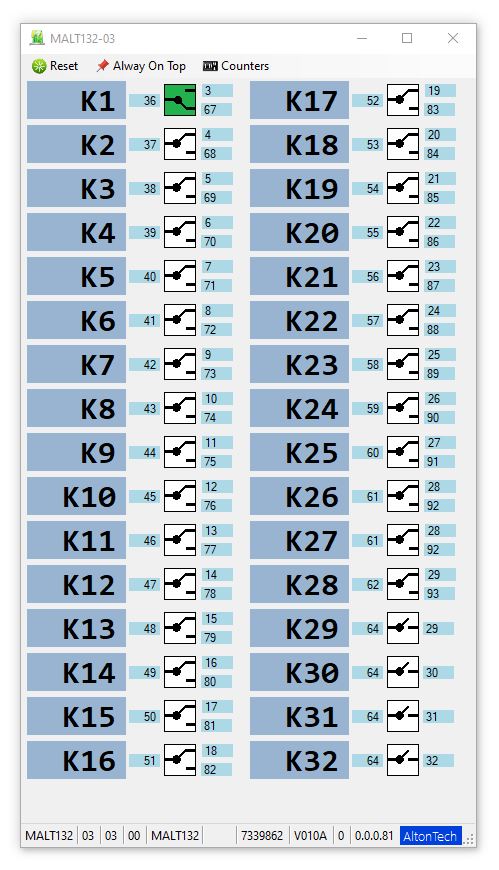 MALT132-03
Reset Alway On Top Counters
K1 36 3 67
K2 37 4 68
K3 38 5 69
K4 39 6 70
K5 40 7 71
K6 41 8 72
K7 42 9 73
K8 43 10 74
K9 44 11 75
K10 45 12 76
K11 46 13 77
K12 47 14 78
K13 48 15 79
K14 49 16 80
K15 50 17 81
K16 51 18 82
K17 52 19 83
K18 53 20 84
K19 54 21 85
K20 55 22 86
K21 56 23 87
K22 57 24 88
K23 58 25 89
K24 59 26 90
K25 60 27 91
K26 61 28 92
K27 61 28 92
K28 62 29 93
K29 64 29
K30 64 30
K31 64 31
K32 64 32
MALT132 03 03 00 MALT132 7339862 V010A 0 0.0.0.81 AltonTech